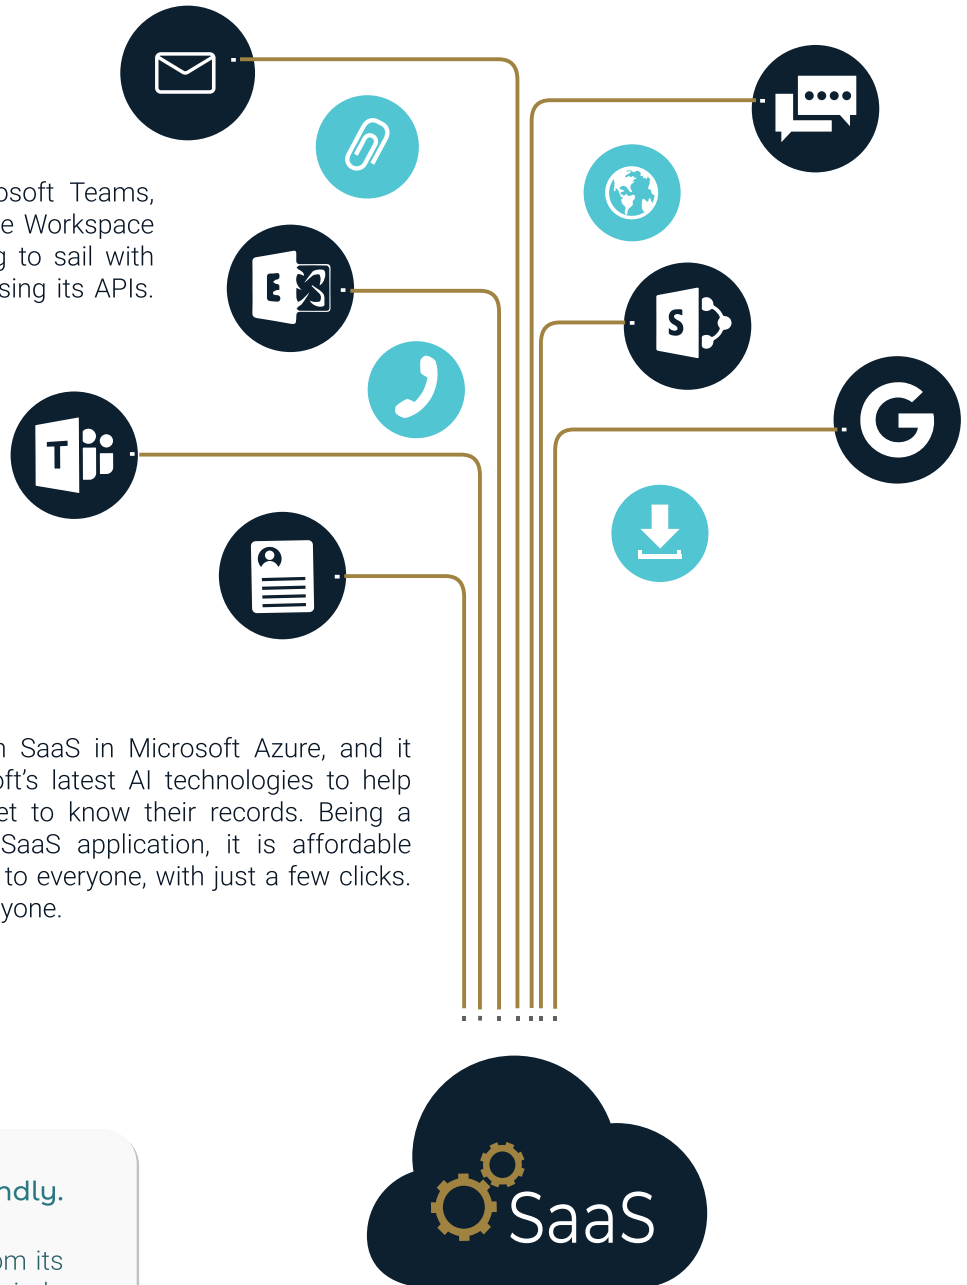 osoft Teams,
e Workspace
g to sail with
sing its APIs.
E
S
G
T
n SaaS in Microsoft Azure, and it
oft's latest AI technologies to help
et to know their records. Being a
SaaS application, it is affordable
to everyone, with just a few clicks.
yone.
ndly.
om its
SaaS